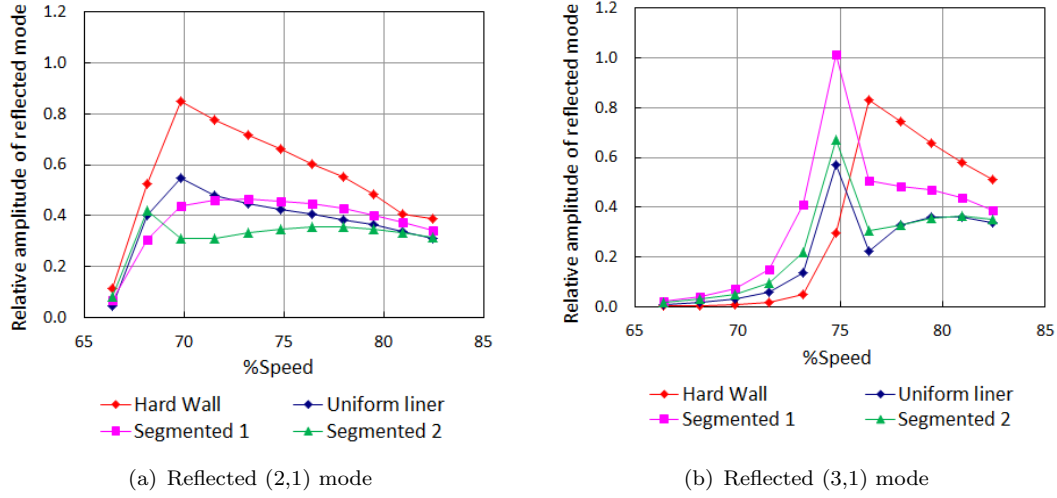 Relative amplitude of reflected mode
1.2
1.0
0.8
0.6
0.4
0.2
0.0
65 70 75 80 85
%Speed
Hard Wall Uniform liner
Segmented 1 Segmented 2
(a) Reflected (2,1) mode
Relative amplitude of reflected mode
1.2
1.0
0.8
0.6
0.4
0.2
0.0
65 70 75 80 85
%Speed
Hard Wall Uniform liner
Segmented 1 Segmented 2
(b) Reflected (3,1) mode